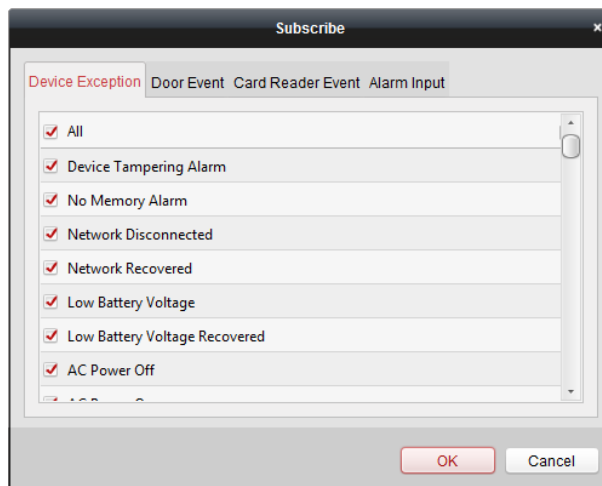 Subscribe ×
Device Exception Door Event Card Reader Event Alarm Input
All
Device Tampering Alarm
No Memory Alarm
Network Disconnected
Network Recovered
Low Battery Voltage
Low Battery Voltage Recovered
AC Power Off
OK Cancel